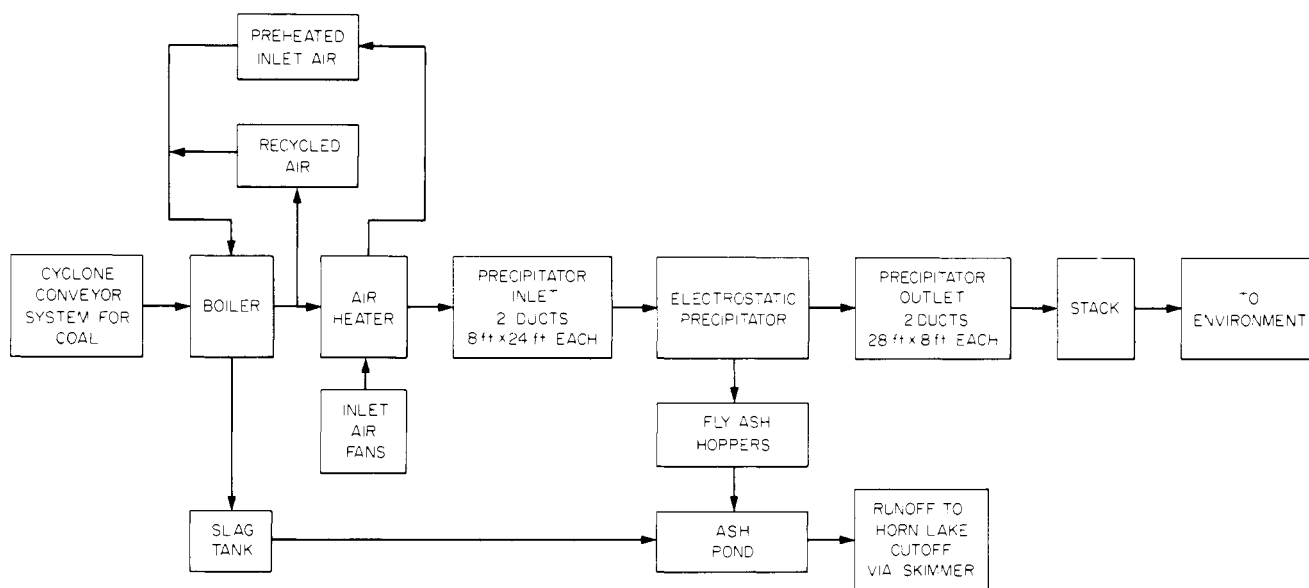 PREHEATED
INLET AIR
RECYCLED
AIR
CYCLONE
CONVEYOR
SYSTEM FOR
COAL
BOILER
AIR
HEATER
PRECIPITATOR
INLET
2 DUCTS
8 ft × 24 ft EACH
ELECTROSTATIC
PRECIPITATOR
PRECIPITATOR
OUTLET
2 DUCTS
28 ft × 8 ft EACH
STACK
TO
ENVIRONMENT
INLET
AIR
FANS
FLY ASH
HOPPERS
SLAG
TANK
ASH
POND
RUNOFF TO
HORN LAKE
CUTOFF
VIA SKIMMER